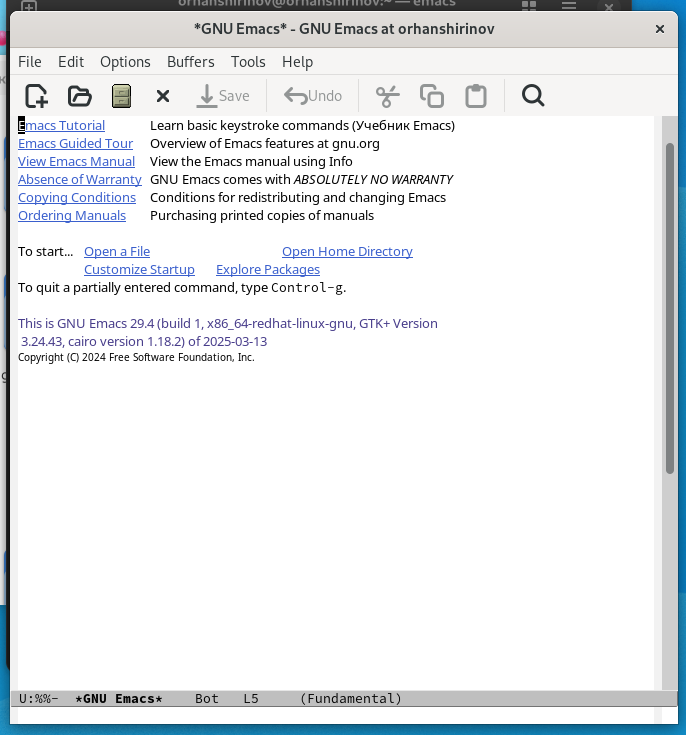 orhanshirinov@orhanshirinov:~ — emacs
*GNU Emacs* - GNU Emacs at orhanshirinov
File Edit Options Buffers Tools Help
Save Undo
Emacs Tutorial Learn basic keystroke commands (Учебник Emacs)
Emacs Guided Tour Overview of Emacs features at gnu.org
View Emacs Manual View the Emacs manual using Info
Absence of Warranty GNU Emacs comes with ABSOLUTELY NO WARRANTY
Copying Conditions Conditions for redistributing and changing Emacs
Ordering Manuals Purchasing printed copies of manuals
To start... Open a File Open Home Directory
Customize Startup Explore Packages
To quit a partially entered command, type Control-g.
This is GNU Emacs 29.4 (build 1, x86_64-redhat-linux-gnu, GTK+ Version
3.24.43, cairo version 1.18.2) of 2025-03-13
Copyright (C) 2024 Free Software Foundation, Inc.
U:%%- *GNU Emacs* Bot L5 (Fundamental)